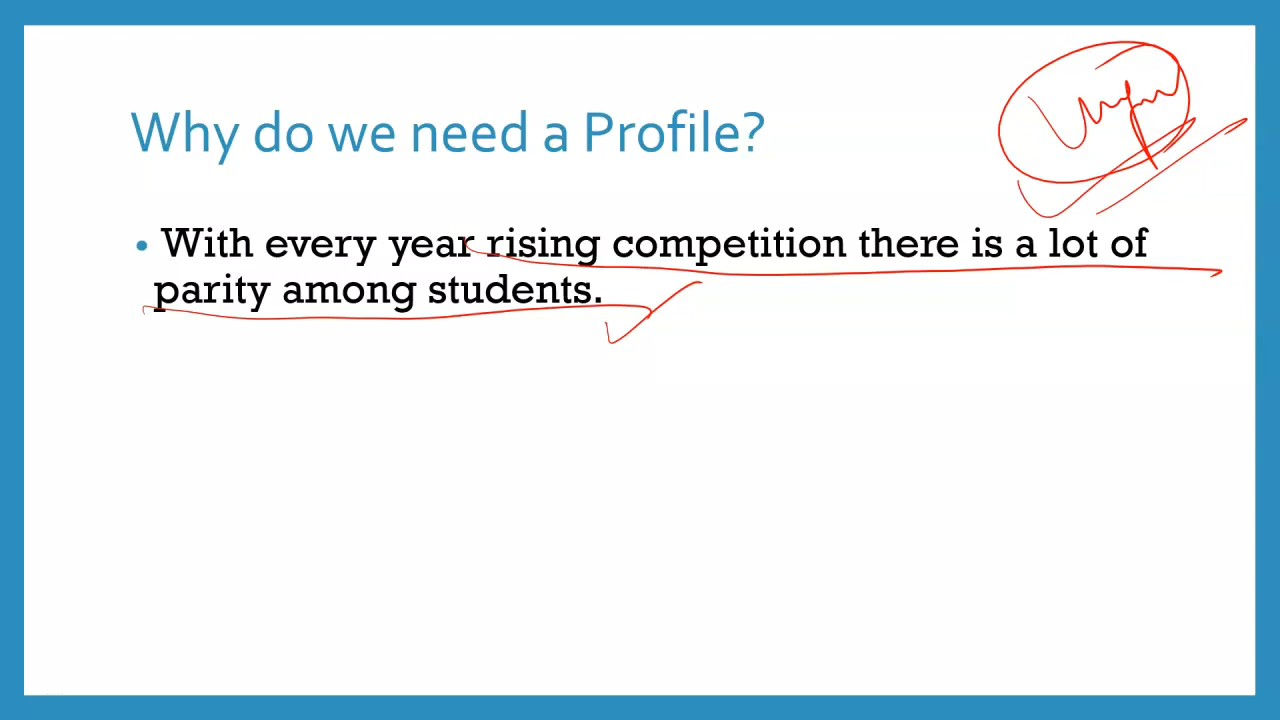 Why do we need a Profile?
• With every year rising competition there is a lot of
parity among students.